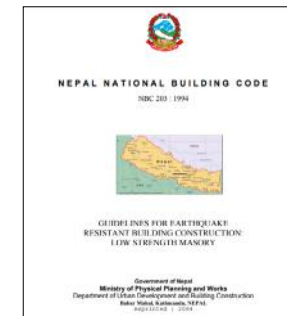 NEPAL NATIONAL BUILDING CODE
NBC 203 : 1994
GUIDELINES FOR EARTHQUAKE
RESISTANT BUILDING CONSTRUCTION:
LOW STRENGTH MASORY
Government of Nepal
Ministry of Physical Planning and Works
Department of Urban Development and Building Construction
Babar Mahal, Kathmandu, NEPAL
Reprinted : 2064